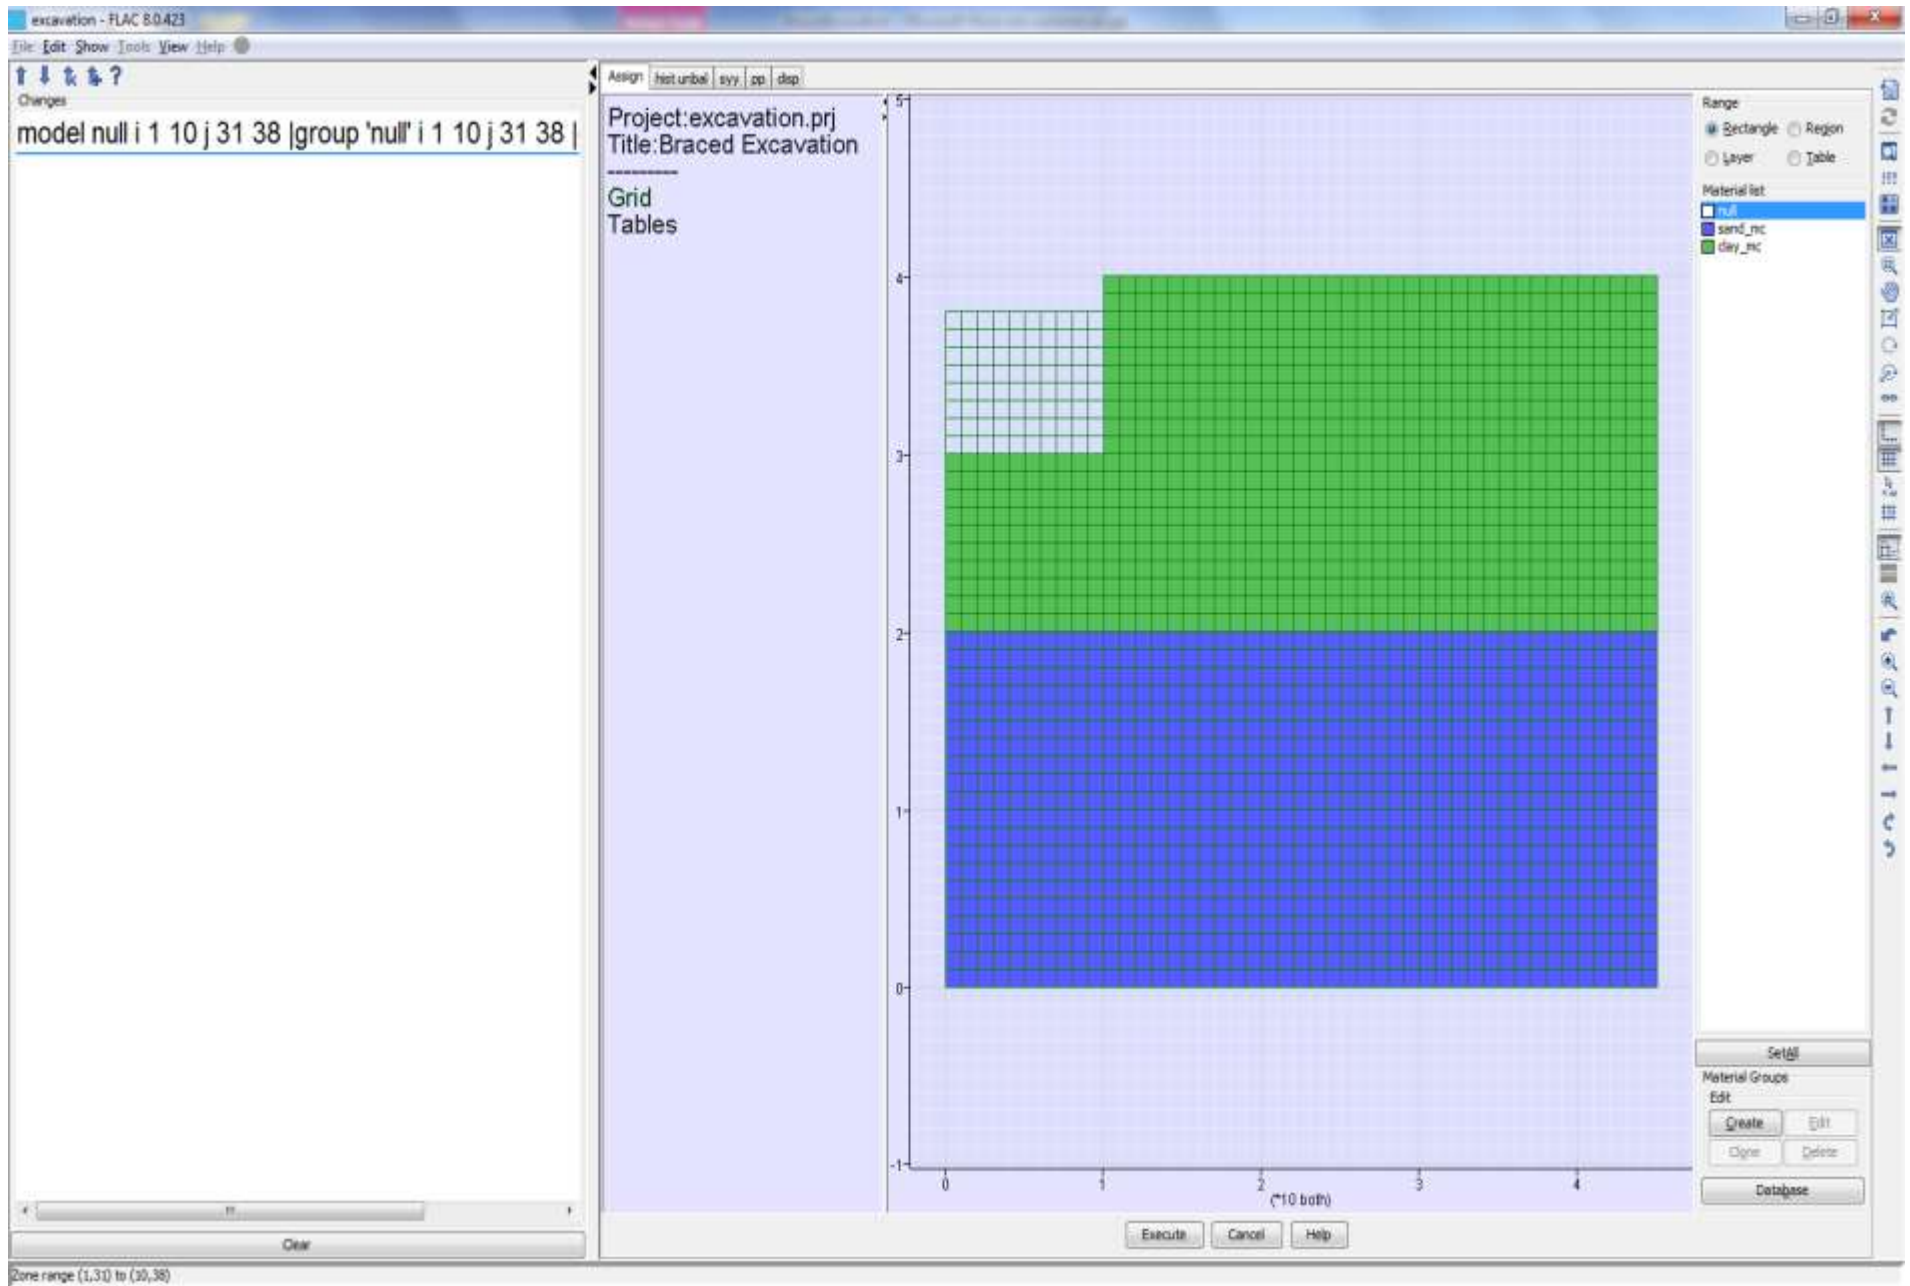 excavation - FLAC 8.0.423
File Edit Show Tools View Help
Changes
model null i 1 10 j 31 38 |group 'null' i 1 10 j 31 38 |
Clear
Zone range (1,31) to (10,38)
Assign hist unbal syy pp disp
Project:excavation.prj
Title:Braced Excavation
---------
Grid
Tables
5
4
3
2
1
0
-1
0 1 2 3 4
(*10 both)
Execute Cancel Help
Range
Rectangle Region
Layer Table
Material list
null
sand_mc
clay_mc
SetAll
Material Groups
Edit
Create Edit
Clone Delete
Database